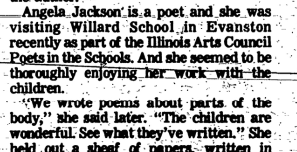 Angela Jackson is a poet and she was
visiting Willard School in Evanston
recently as part of the Illinois Arts Council
Poets in the Schools. And she seemed to be
thoroughly enjoying her work with the
children.
"We wrote poems about parts of the
body," she said later. "The children are
wonderful. See what they've written." She
held out a sheaf of papers, written in